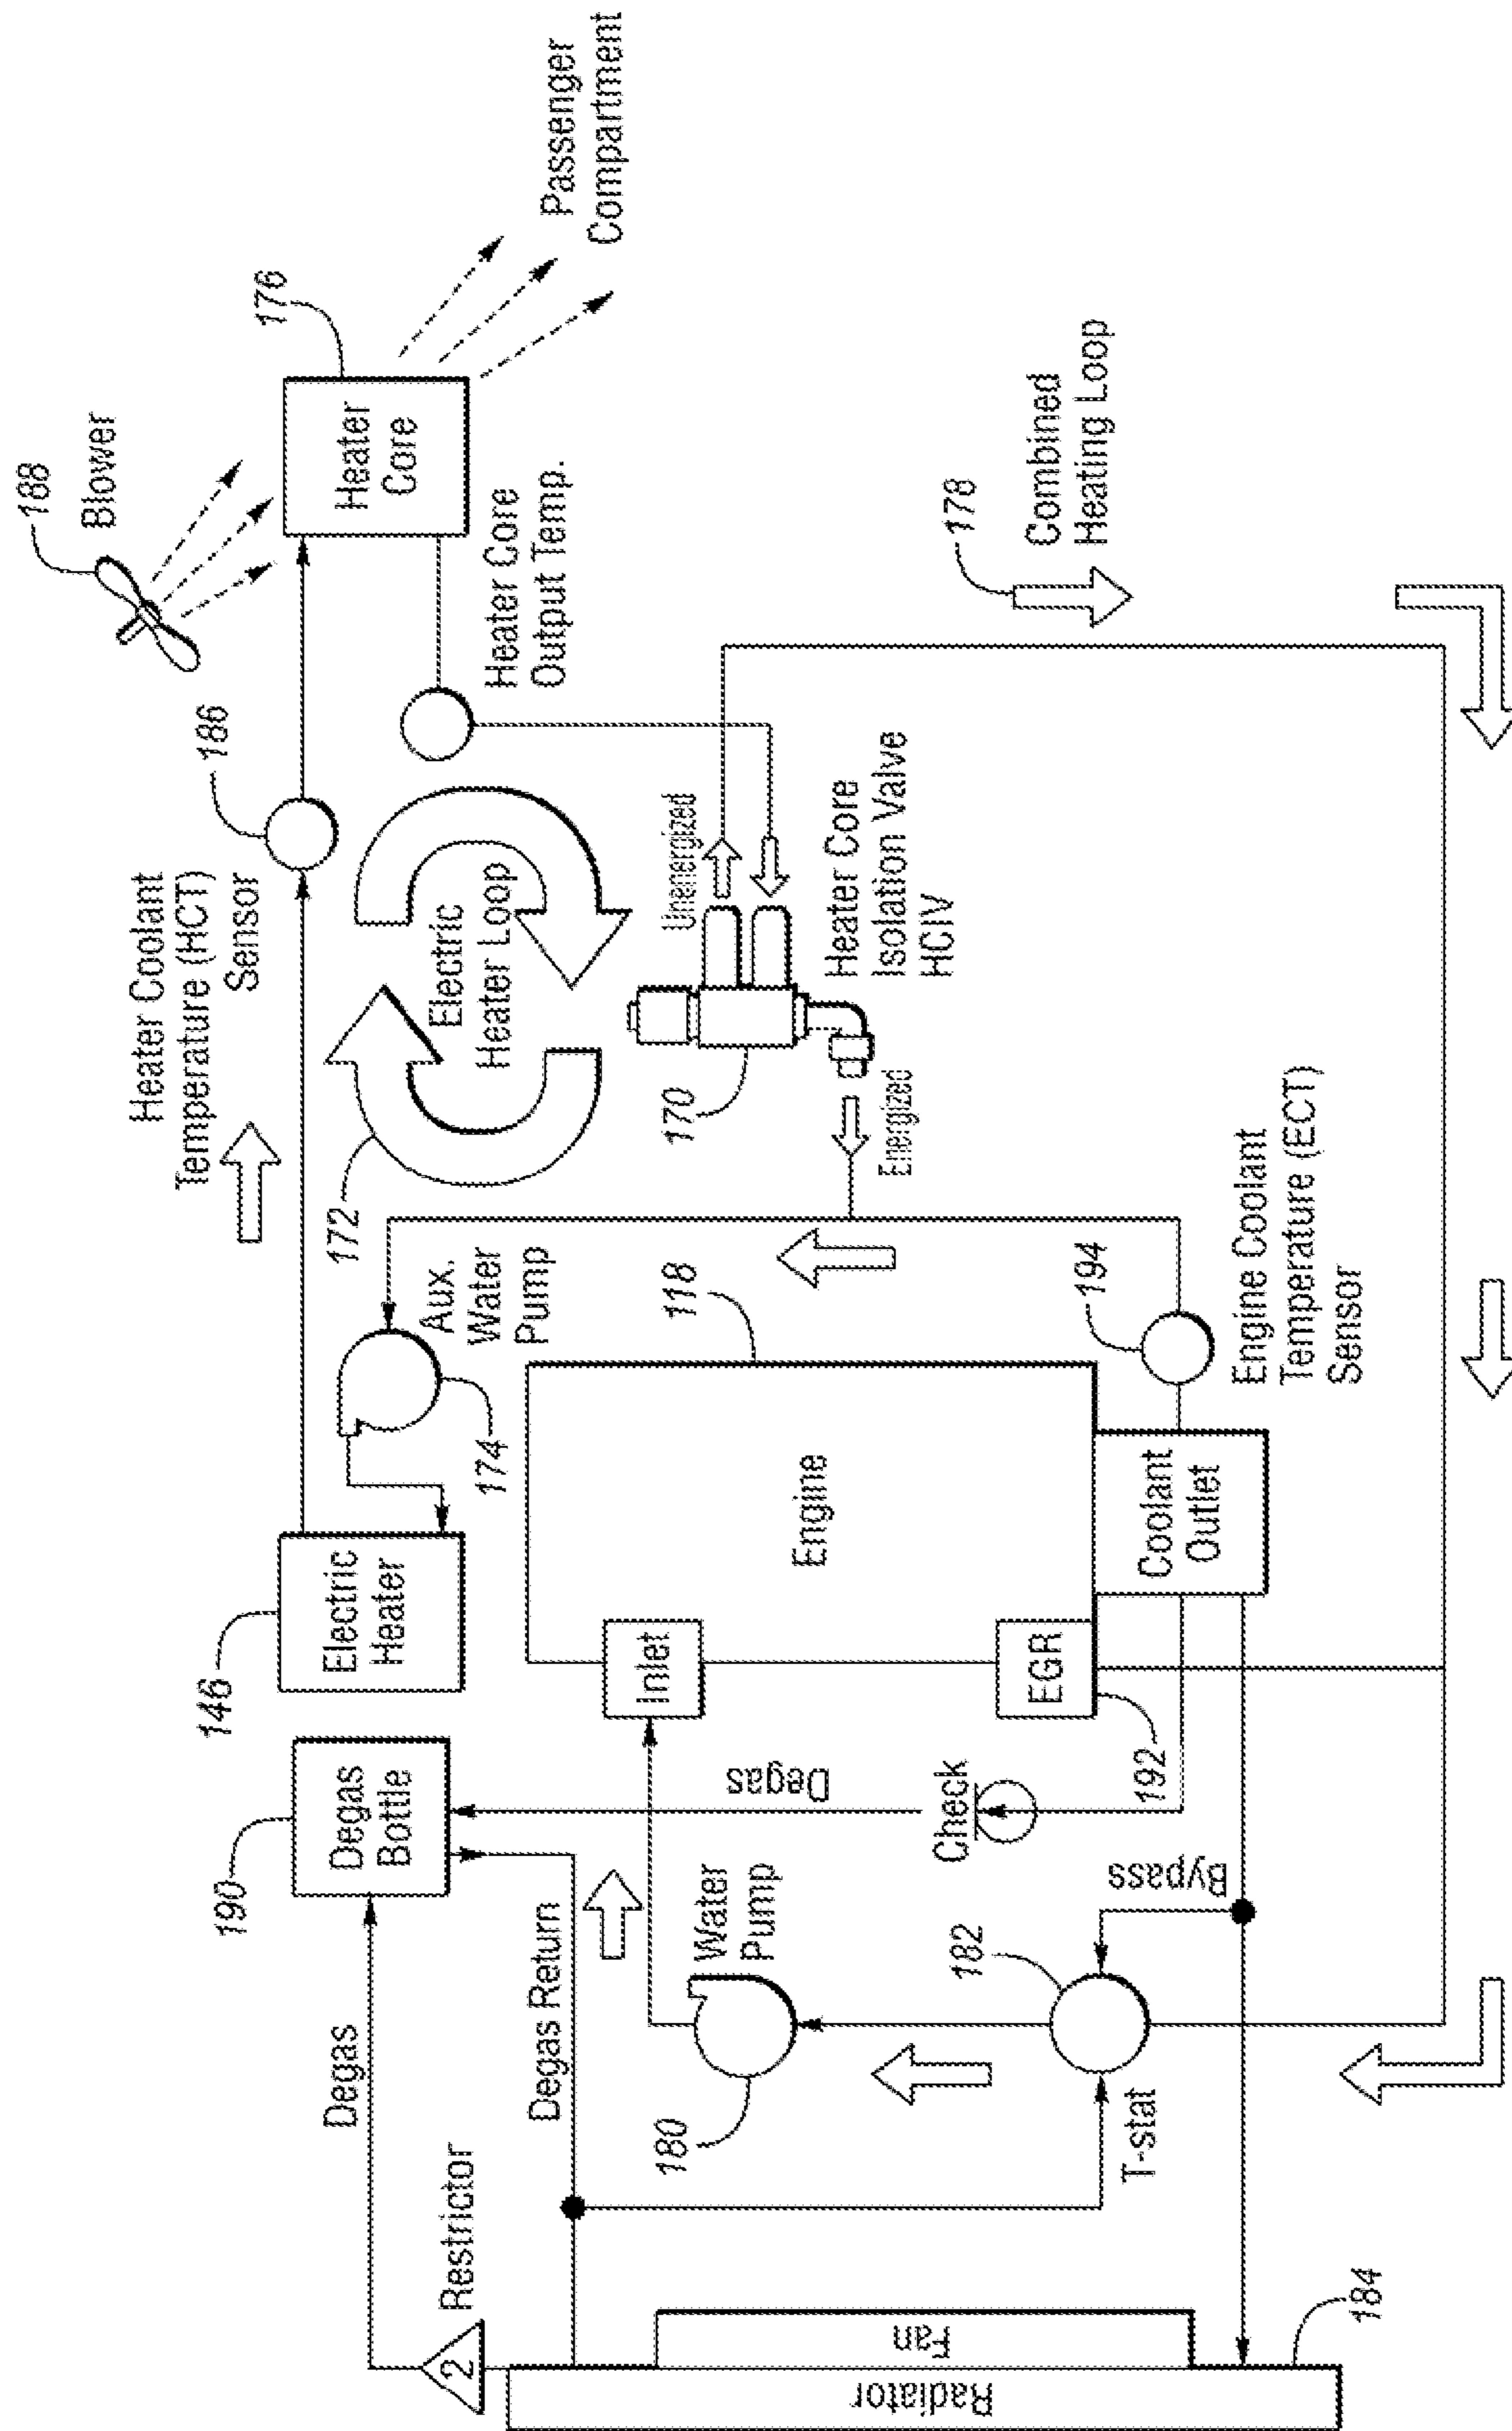 188
Blower
176
Heater
Core
Passenger
Compartment
Heater Core
Output Temp.
186
Heater Coolant
Temperature (HCT)
Sensor
Electric
Heater Loop
172
Unenergized
Heater Core
Isolation Valve
HCIV
170
Energized
178
Combined
Heating Loop
146
Electric
Heater
Aux.
Water
Pump
174
118
Engine
Inlet
EGR
192
Coolant
Outlet
194
Engine Coolant
Temperature (ECT)
Sensor
190
Degas
Bottle
Degas
Degas Return
Degas
Check
Bypass
Water
Pump
180
182
T-stat
Restrictor
2
Fan
Radiator
184